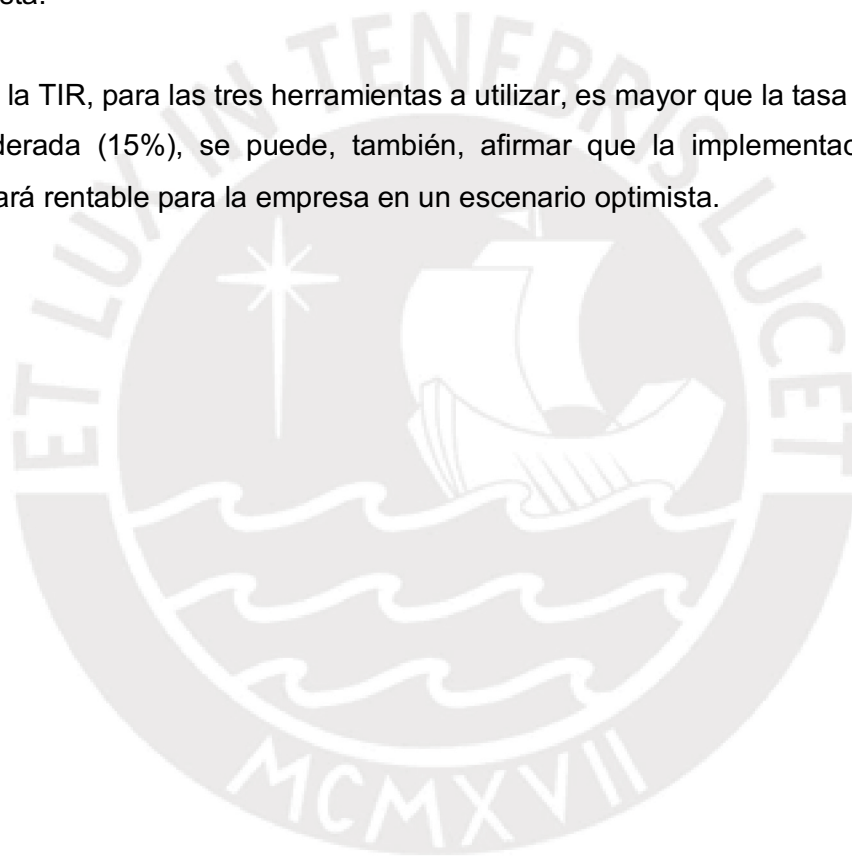 la TIR, para las tres herramientas a utilizar, es mayor que la tasa
derada (15%), se puede, también, afirmar que la implementac
ará rentable para la empresa en un escenario optimista.
ET LUX IN TENEBRIS LUCET
MCMXVII